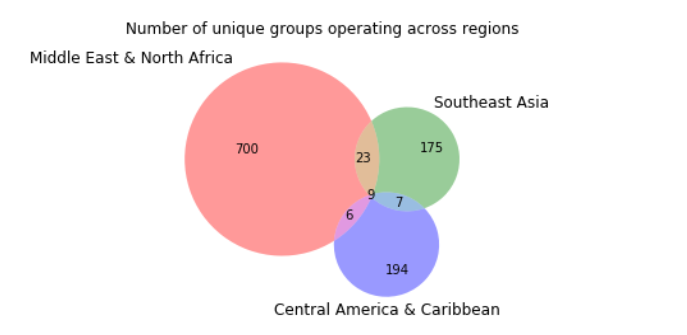 Number of unique groups operating across regions
Middle East & North Africa
Southeast Asia
700
23
175
9
7
6
194
Central America & Caribbean